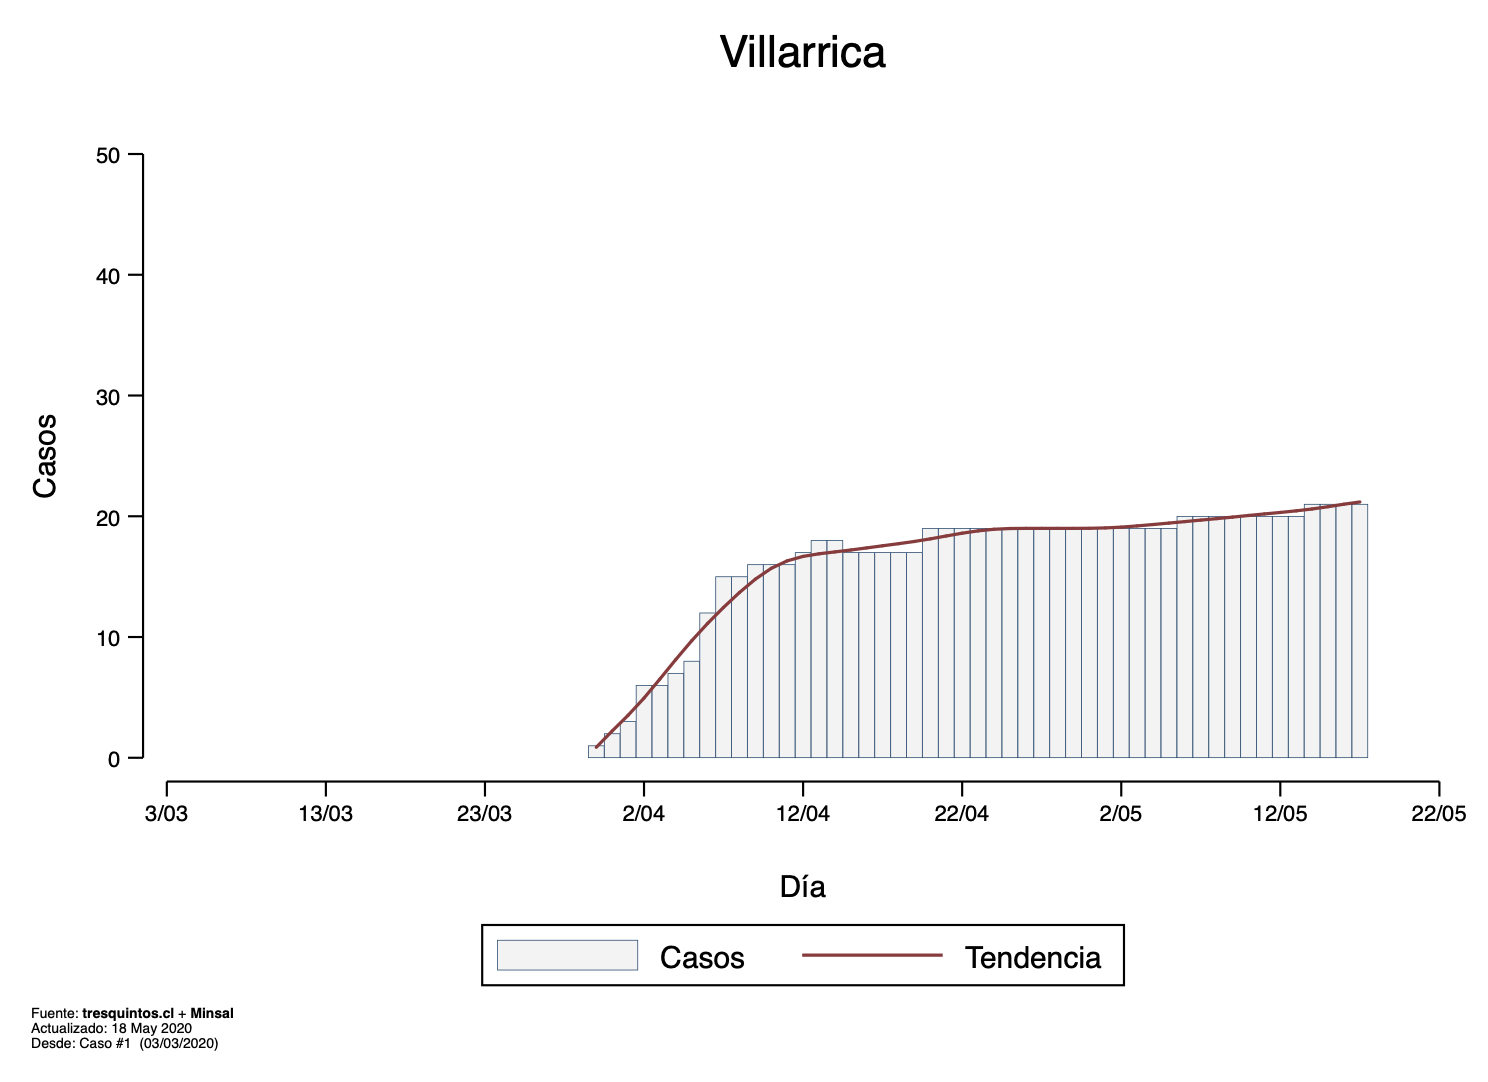 Villarrica
50
40
30
20
10
0
Casos
3/03 13/03 23/03 2/04 12/04 22/04 2/05 12/05 22/05
Día
Casos Tendencia
Fuente: tresquintos.cl + Minsal
Actualizado: 18 May 2020
Desde: Caso #1 (03/03/2020)